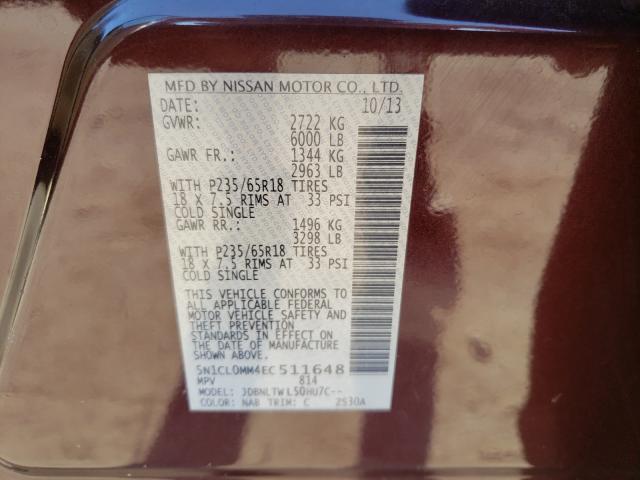 MFD BY NISSAN MOTOR CO., LTD.
DATE: 10/13
GVWR: 2722 KG
6000 LB
GAWR FR.: 1344 KG
2963 LB
WITH P235/65R18 TIRES
18 X 7.5 RIMS AT 33 PSI
COLD SINGLE
GAWR RR.: 1496 KG
3298 LB
WITH P235/65R18 TIRES
18 X 7.5 RIMS AT 33 PSI
COLD SINGLE
THIS VEHICLE CONFORMS TO
ALL APPLICABLE FEDERAL
MOTOR VEHICLE SAFETY AND
THEFT PREVENTION
STANDARDS IN EFFECT ON
THE DATE OF MANUFACTURE
SHOWN ABOVE.
5N1CL0MM4EC 511648
MPV 814
MODEL: JDBNLTWL50HU7C--
COLOR: NAB TRIM: C 2S30A